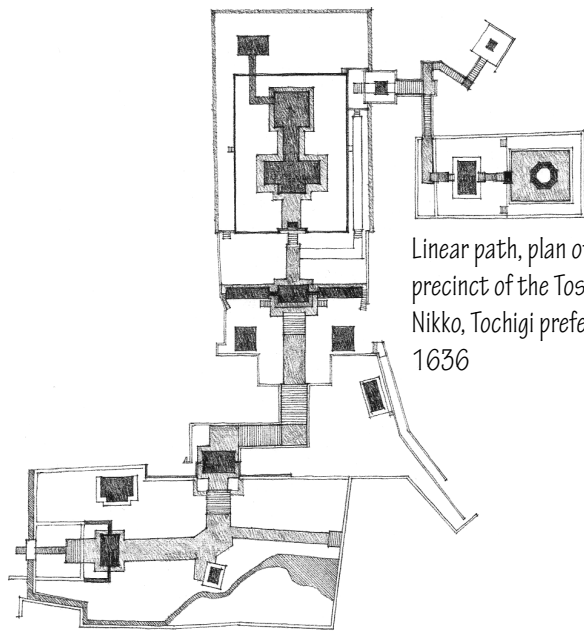 Linear path, plan of
precinct of the
Nikko, Tochigi
1636